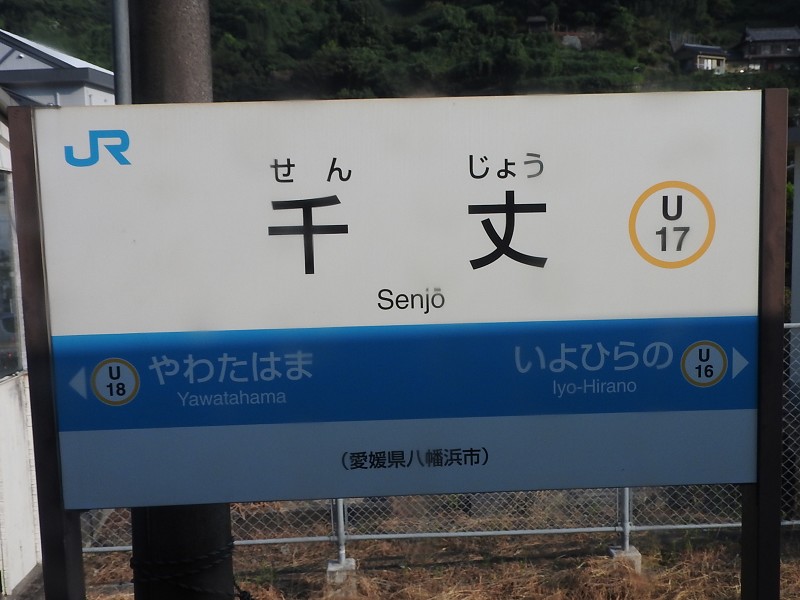 JR
せん じょう
千 丈
U
17
Senjō
U
18
やわたはま
Yawatahama
いよひらの
Iyo-Hirano
U
16
(愛媛県八幡浜市)